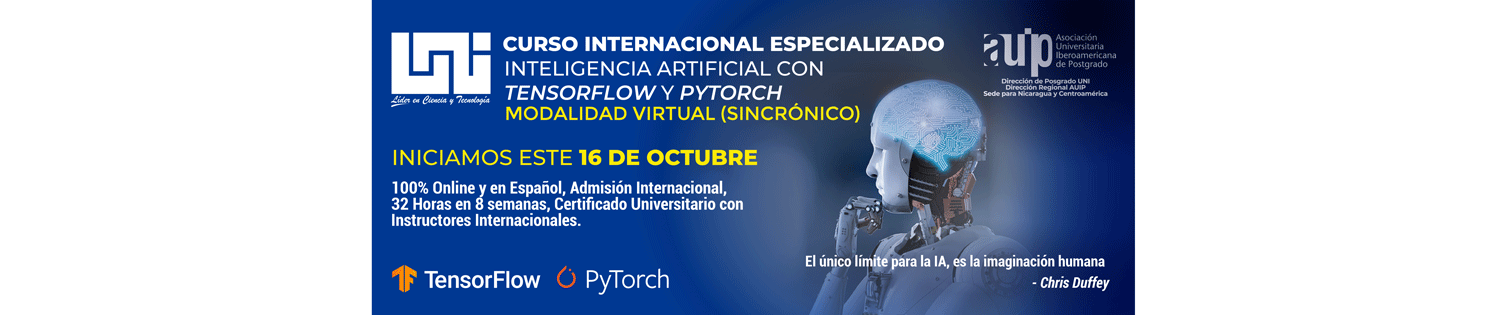 UNI
Líder en Ciencia y Tecnología
CURSO INTERNACIONAL ESPECIALIZADO
INTELIGENCIA ARTIFICIAL CON
TENSORFLOW Y PYTORCH
MODALIDAD VIRTUAL (SINCRÓNICO)
auip
Asociación
Universitaria
Iberoamericana
de Postgrado
Dirección de Posgrado UNI
Dirección Regional AUIP
Sede para Nicaragua y Centroamérica
INICIAMOS ESTE 16 DE OCTUBRE
100% Online y en Español, Admisión Internacional,
32 Horas en 8 semanas, Certificado Universitario con
Instructores Internacionales.
TensorFlow
PyTorch
El único límite para la IA, es la imaginación humana
- Chris Duffey